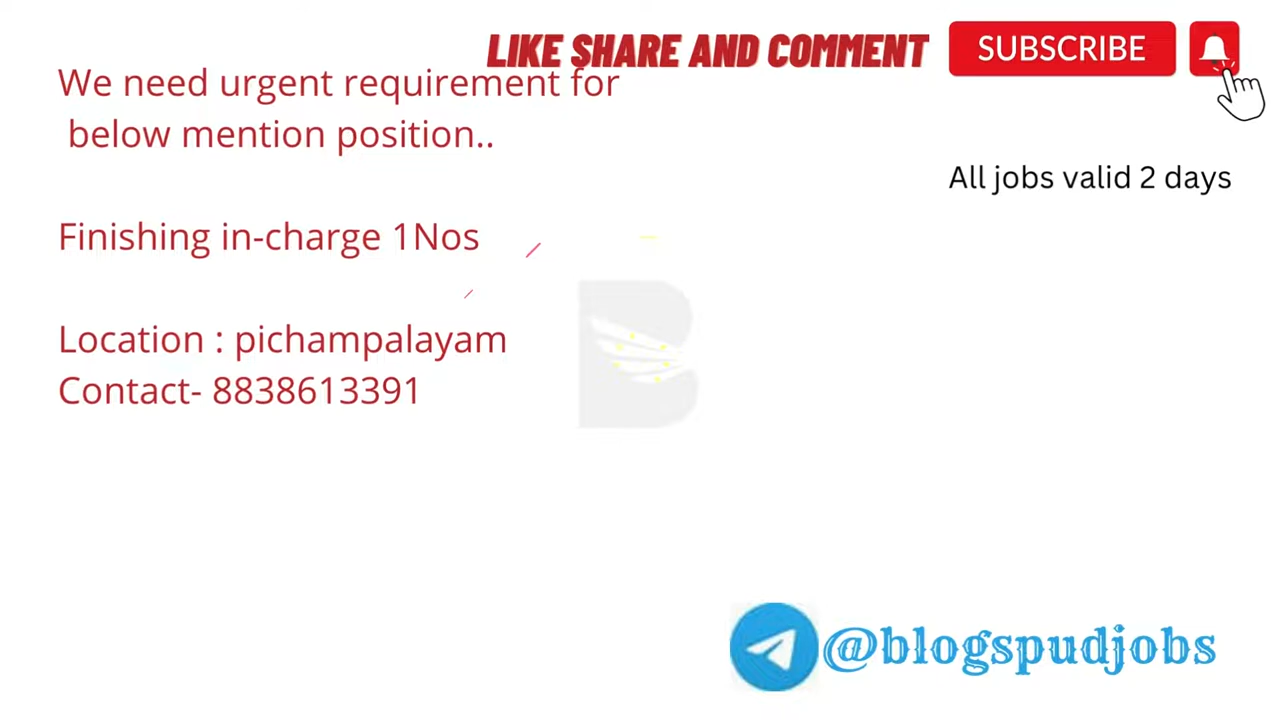 LIKE SHARE AND COMMENT
SUBSCRIBE
We need urgent requirement for
below mention position..
All jobs valid 2 days
Finishing in-charge 1Nos
Location : pichampalayam
Contact- 8838613391
B
@blogspudjobs